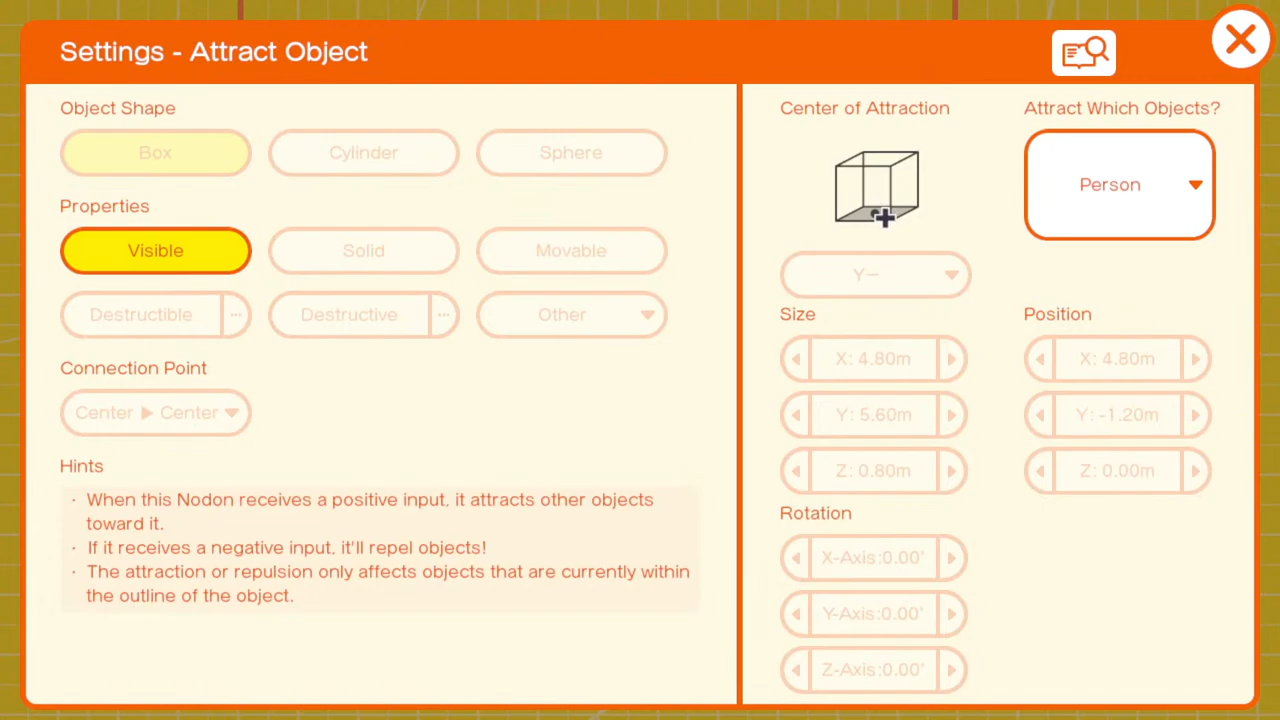 Settings - Attract Object
Object Shape
Box
Cylinder
Sphere
Properties
Visible
Solid
Movable
Destructible ...
Destructive ...
Other
Connection Point
Center ▶ Center
Hints
· When this Nodon receives a positive input, it attracts other objects
toward it.
· If it receives a negative input, it'll repel objects!
· The attraction or repulsion only affects objects that are currently within
the outline of the object.
Center of Attraction
Y−
Attract Which Objects?
Person
Size
X: 4.80m
Y: 5.60m
Z: 0.80m
Position
X: 4.80m
Y: -1.20m
Z: 0.00m
Rotation
X-Axis:0.00°
Y-Axis:0.00°
Z-Axis:0.00°